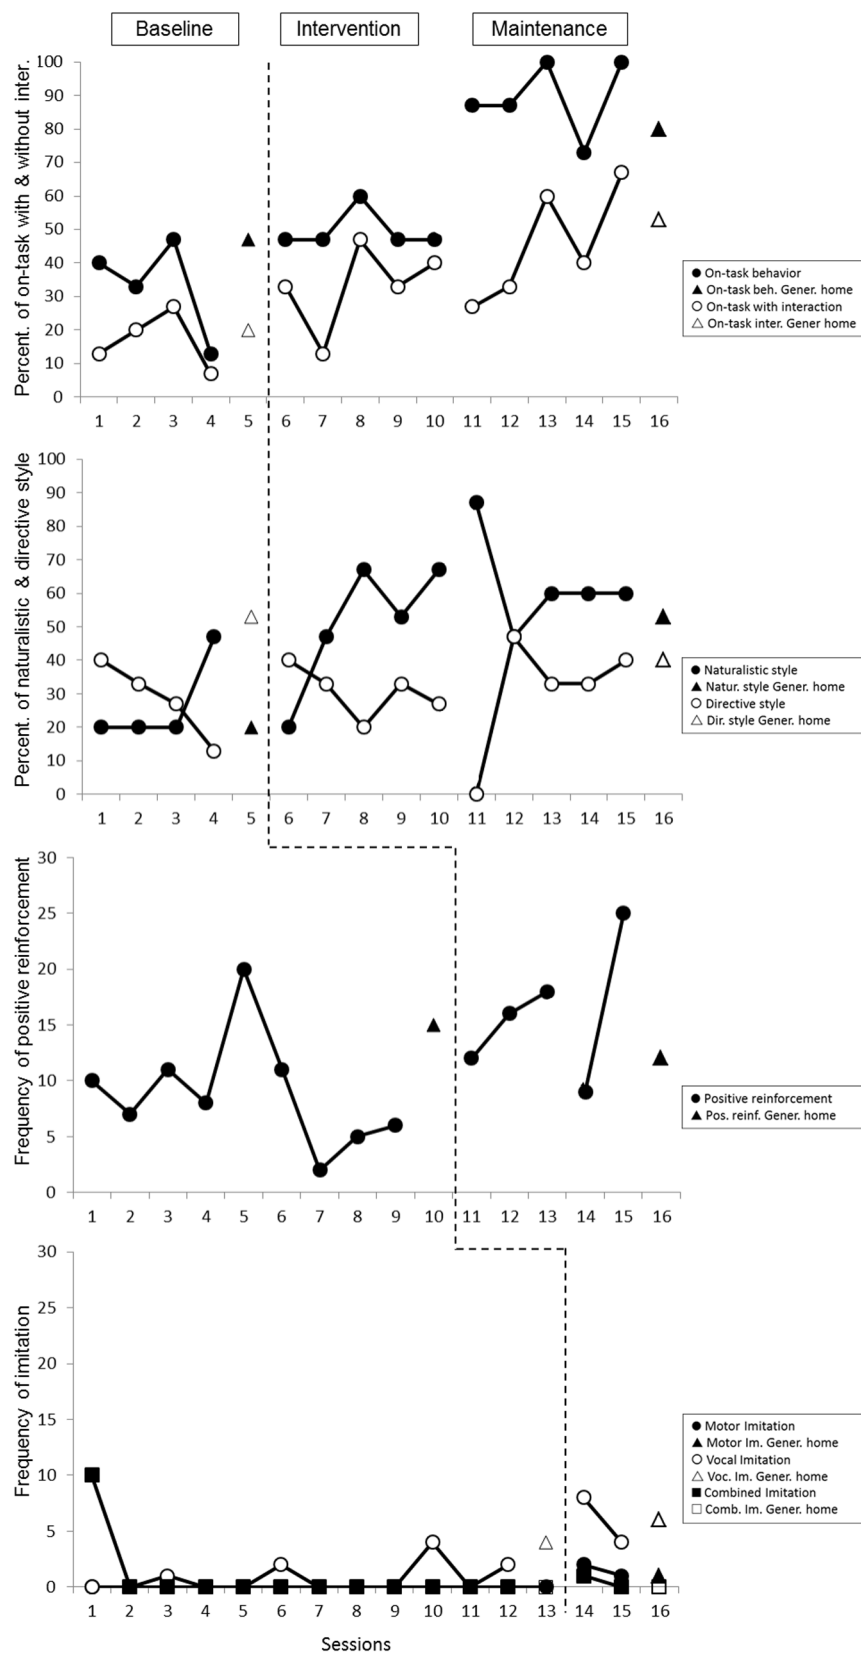 Baseline Intervention Maintenance
Percent. of on-task with & without inter.
100
90
80
70
60
50
40
30
20
10
0
1 2 3 4 5 6 7 8 9 10 11 12 13 14 15 16
On-task behavior
On-task beh. Gener. home
On-task with interaction
On-task inter. Gener home
Percent. of naturalistic & directive style
100
90
80
70
60
50
40
30
20
10
0
1 2 3 4 5 6 7 8 9 10 11 12 13 14 15 16
Naturalistic style
Natur. style Gener. home
Directive style
Dir. style Gener. home
Frequency of positive reinforcement
30
25
20
15
10
5
0
1 2 3 4 5 6 7 8 9 10 11 12 13 14 15 16
Positive reinforcement
Pos. reinf. Gener. home
Frequency of imitation
30
25
20
15
10
5
0
1 2 3 4 5 6 7 8 9 10 11 12 13 14 15 16
Motor Imitation
Motor Im. Gener. home
Vocal Imitation
Voc. Im. Gener. home
Combined Imitation
Comb. Im. Gener. home
Sessions